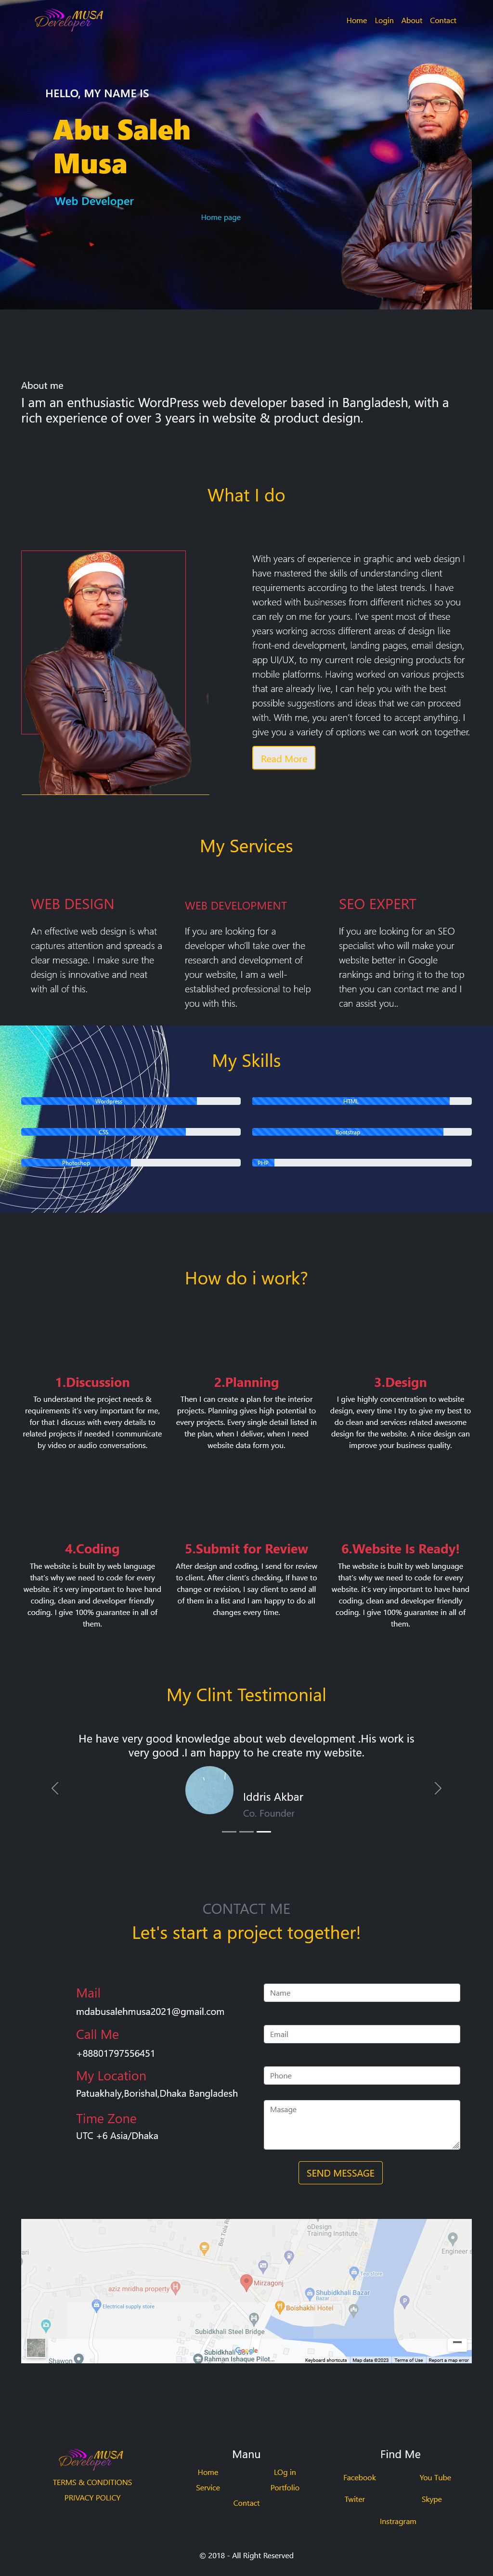 MUSA
Developer
Home Login About Contact
HELLO, MY NAME IS
Abu Saleh
Musa
Web Developer
Home page
About me
I am an enthusiastic WordPress web developer based in Bangladesh, with a
rich experience of over 3 years in website & product design.
What I do
With years of experience in graphic and web design I
have mastered the skills of understanding client
requirements according to the latest trends. I have
worked with businesses from different niches so you
can rely on me for yours. I've spent most of these
years working across different areas of design like
front-end development, landing pages, email design,
app UI/UX, to my current role designing products for
mobile platforms. Having worked on various projects
that are already live, I can help you with the best
possible suggestions and ideas that we can proceed
with. With me, you aren't forced to accept anything. I
give you a variety of options we can work on together.
Read More
My Services
WEB DESIGN
An effective web design is what
captures attention and spreads a
clear message. I make sure the
design is innovative and neat
with all of this.
WEB DEVELOPMENT
If you are looking for a
developer who'll take over the
research and development of
your website, I am a well-
established professional to help
you with this.
SEO EXPERT
If you are looking for an SEO
specialist who will make your
website better in Google
rankings and bring it to the top
then you can contact me and I
can assist you..
My Skills
Wordpress
HTML
CSS
Bootstrap
Photoshop
PHP
How do i work?
1.Discussion
To understand the project needs &
requirements it's very important for me,
for that I discuss with every details to
related projects if needed I communicate
by video or audio conversations.
2.Planning
Then I can create a plan for the interior
projects. Planning gives high potential to
every projects. Every single detail listed in
the plan, when I deliver, when I need
website data form you.
3.Design
I give highly concentration to website
design, every time I try to give my best to
do clean and services related awesome
design for the website. A nice design can
improve your business quality.
4.Coding
The website is built by web language
that's why we need to code for every
website. it's very important to have hand
coding, clean and developer friendly
coding. I give 100% guarantee in all of
them.
5.Submit for Review
After design and coding, I send for review
to client. After client's checking, If have to
change or revision, I say client to send all
of them in a list and I am happy to do all
changes every time.
6.Website Is Ready!
The website is built by web language
that's why we need to code for every
website. it's very important to have hand
coding, clean and developer friendly
coding. I give 100% guarantee in all of
them.
My Clint Testimonial
He have very good knowledge about web development .His work is
very good .I am happy to he create my website.
Iddris Akbar
Co. Founder
CONTACT ME
Let's start a project together!
Mail
mdabusalehmusa2021@gmail.com
Call Me
+88801797556451
My Location
Patuakhaly,Borishal,Dhaka Bangladesh
Time Zone
UTC +6 Asia/Dhaka
Name
Email
Phone
Masage
SEND MESSAGE
oDesign
Training Institute
Engineer
aziz mridha property
Mirzagonj
Electrical supply store
Shubidkhali Bazar
Boishakhi Hotel
Subidkhali Steel Bridge
Subidkhali
Rahman Ishaque Pilot...
Shawon
Google
Keyboard shortcuts Map data ©2023 Terms of Use Report a map error
MUSA
Developer
TERMS & CONDITIONS
PRIVACY POLICY
Manu
Home LOg in
Service Portfolio
Contact
Find Me
Facebook You Tube
Twiter Skype
Instragram
© 2018 - All Right Reserved